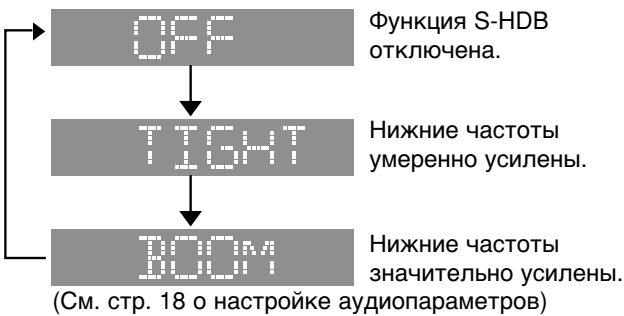 OFF
Функция S-HDB
отключена.
TIGHT
Нижние частоты
умеренно усилены.
BOOM
Нижние частоты
значительно усилены.
(См. стр. 18 о настройке аудиопараметров)